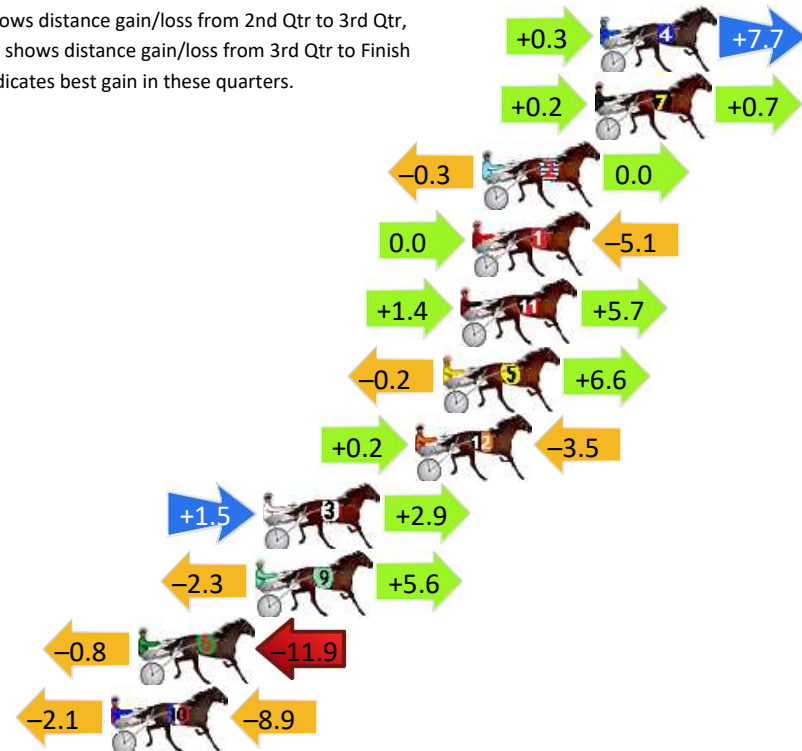 ows distance gain/loss from 2nd Qtr to 3rd Qtr,
shows distance gain/loss from 3rd Qtr to Finish
dicates best gain in these quarters.
+0.3 4 +7.7
+0.2 7 +0.7
–0.3 2 0.0
0.0 1 –5.1
+1.4 11 +5.7
–0.2 5 +6.6
+0.2 12 –3.5
+1.5 3 +2.9
–2.3 9 +5.6
–0.8 –11.9
–2.1 10 –8.9